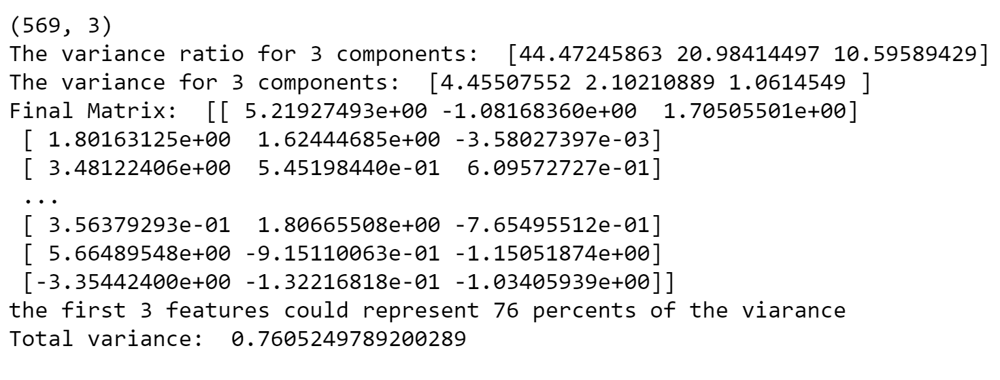 (569, 3)
The variance ratio for 3 components:  [44.47245863 20.98414497 10.59589429]
The variance for 3 components:  [4.45507552 2.10210889 1.0614549 ]
Final Matrix:  [[ 5.21927493e+00 -1.08168360e+00  1.70505501e+00]
 [ 1.80163125e+00  1.62444685e+00 -3.58027397e-03]
 [ 3.48122406e+00  5.45198440e-01  6.09572727e-01]
 ...
 [ 3.56379293e-01  1.80665508e+00 -7.65495512e-01]
 [ 5.66489548e+00 -9.15110063e-01 -1.15051874e+00]
 [-3.35442400e+00 -1.32216818e-01 -1.03405939e+00]]
the first 3 features could represent 76 percents of the viarance
Total variance:  0.7605249789200289